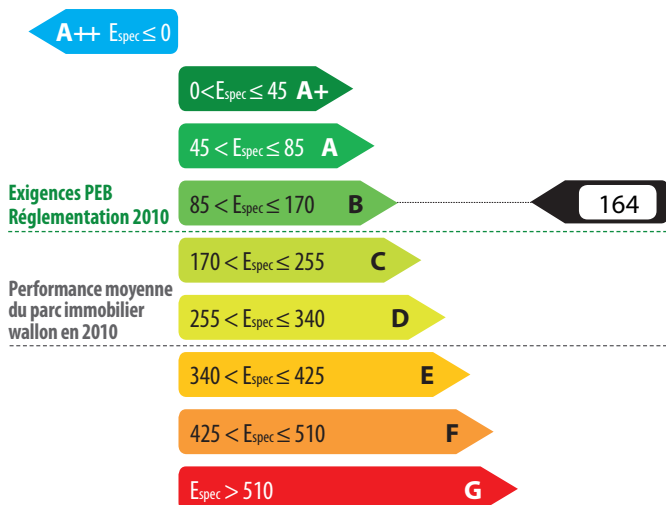 A++ Espec ≤ 0
0<Espec ≤ 45 A+
45 < Espec ≤ 85 A
Exigences PEB
Réglementation 2010
85 < Espec ≤ 170 B
164
170 < Espec ≤ 255 C
Performance moyenne
du parc immobilier
wallon en 2010
255 < Espec ≤ 340 D
340 < Espec ≤ 425 E
425 < Espec ≤ 510 F
Espec > 510 G